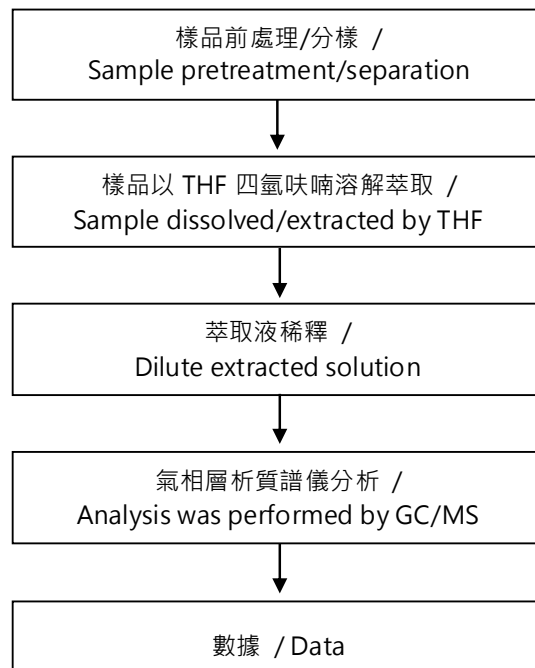 樣品前處理/分樣 /
Sample pretreatment/separation
樣品以 THF 四氫呋喃溶解萃取 /
Sample dissolved/extracted by THF
萃取液稀釋 /
Dilute extracted solution
氣相層析質譜儀分析 /
Analysis was performed by GC/MS
數據 / Data